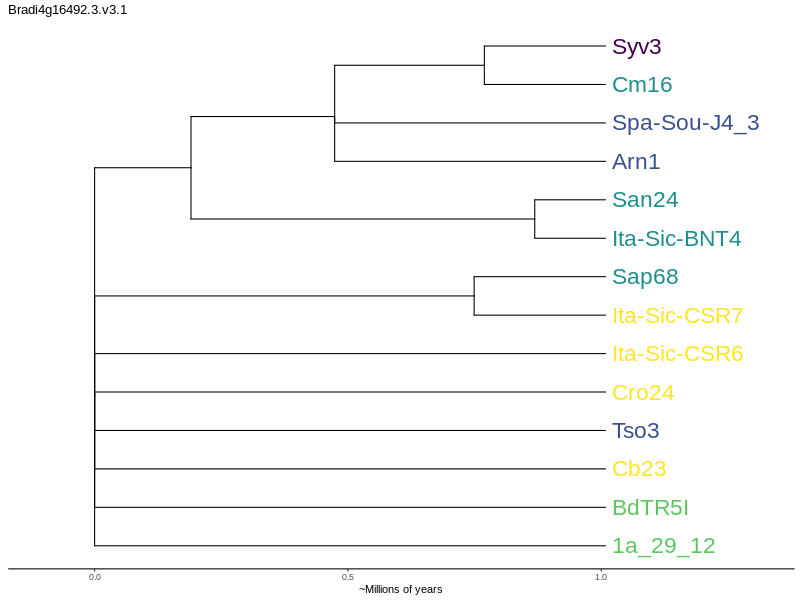 Bradi4g16492.3.v3.1
Syv3
Cm16
Spa-Sou-J4_3
Arn1
San24
Ita-Sic-BNT4
Sap68
Ita-Sic-CSR7
Ita-Sic-CSR6
Cro24
Tso3
Cb23
BdTR5I
1a_29_12
0.0 0.5 1.0
~Millions of years